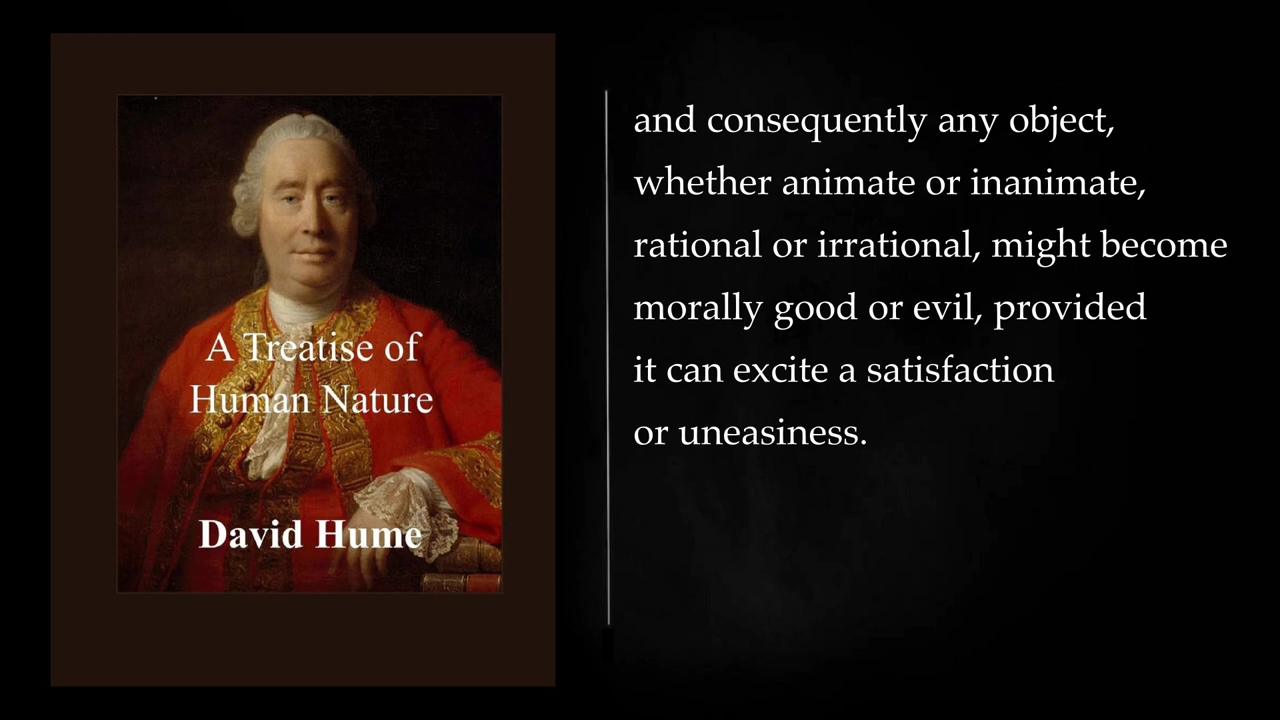 A Treatise of
Human Nature
David Hume
and consequently any object,
whether animate or inanimate,
rational or irrational, might become
morally good or evil, provided
it can excite a satisfaction
or uneasiness.